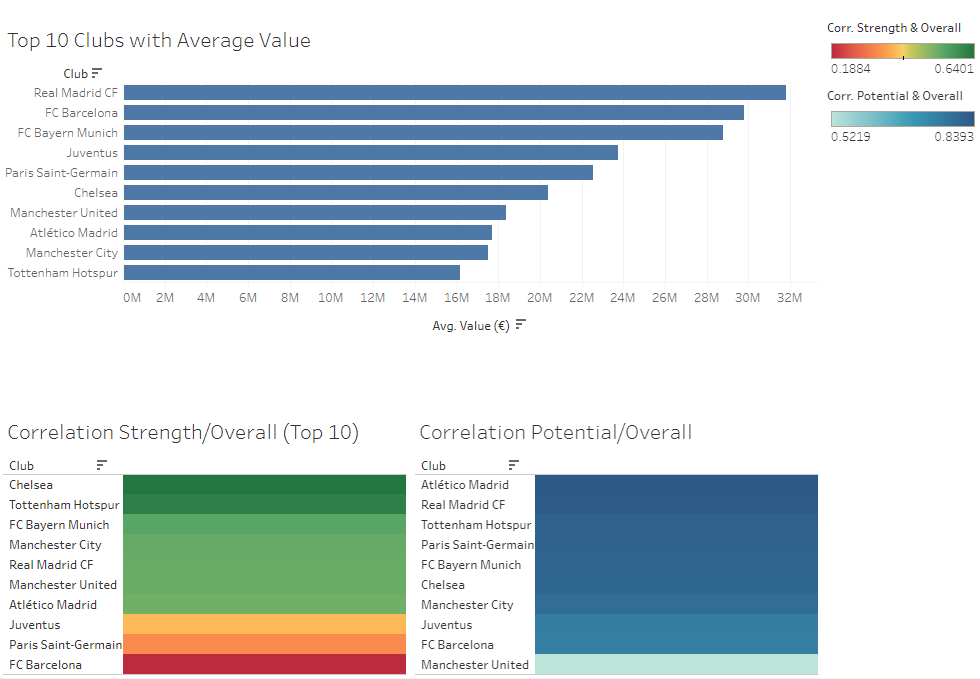 Top 10 Clubs with Average Value
Club
Real Madrid CF
FC Barcelona
FC Bayern Munich
Juventus
Paris Saint-Germain
Chelsea
Manchester United
Atlético Madrid
Manchester City
Tottenham Hotspur
0M 2M 4M 6M 8M 10M 12M 14M 16M 18M 20M 22M 24M 26M 28M 30M 32M
Avg. Value (€)
Corr. Strength & Overall
0.1884 0.6401
Corr. Potential & Overall
0.5219 0.8393
Correlation Strength/Overall (Top 10)
Club
Chelsea
Tottenham Hotspur
FC Bayern Munich
Manchester City
Real Madrid CF
Manchester United
Atlético Madrid
Juventus
Paris Saint-Germain
FC Barcelona
Correlation Potential/Overall
Club
Atlético Madrid
Real Madrid CF
Tottenham Hotspur
Paris Saint-Germain
FC Bayern Munich
Chelsea
Manchester City
Juventus
FC Barcelona
Manchester United